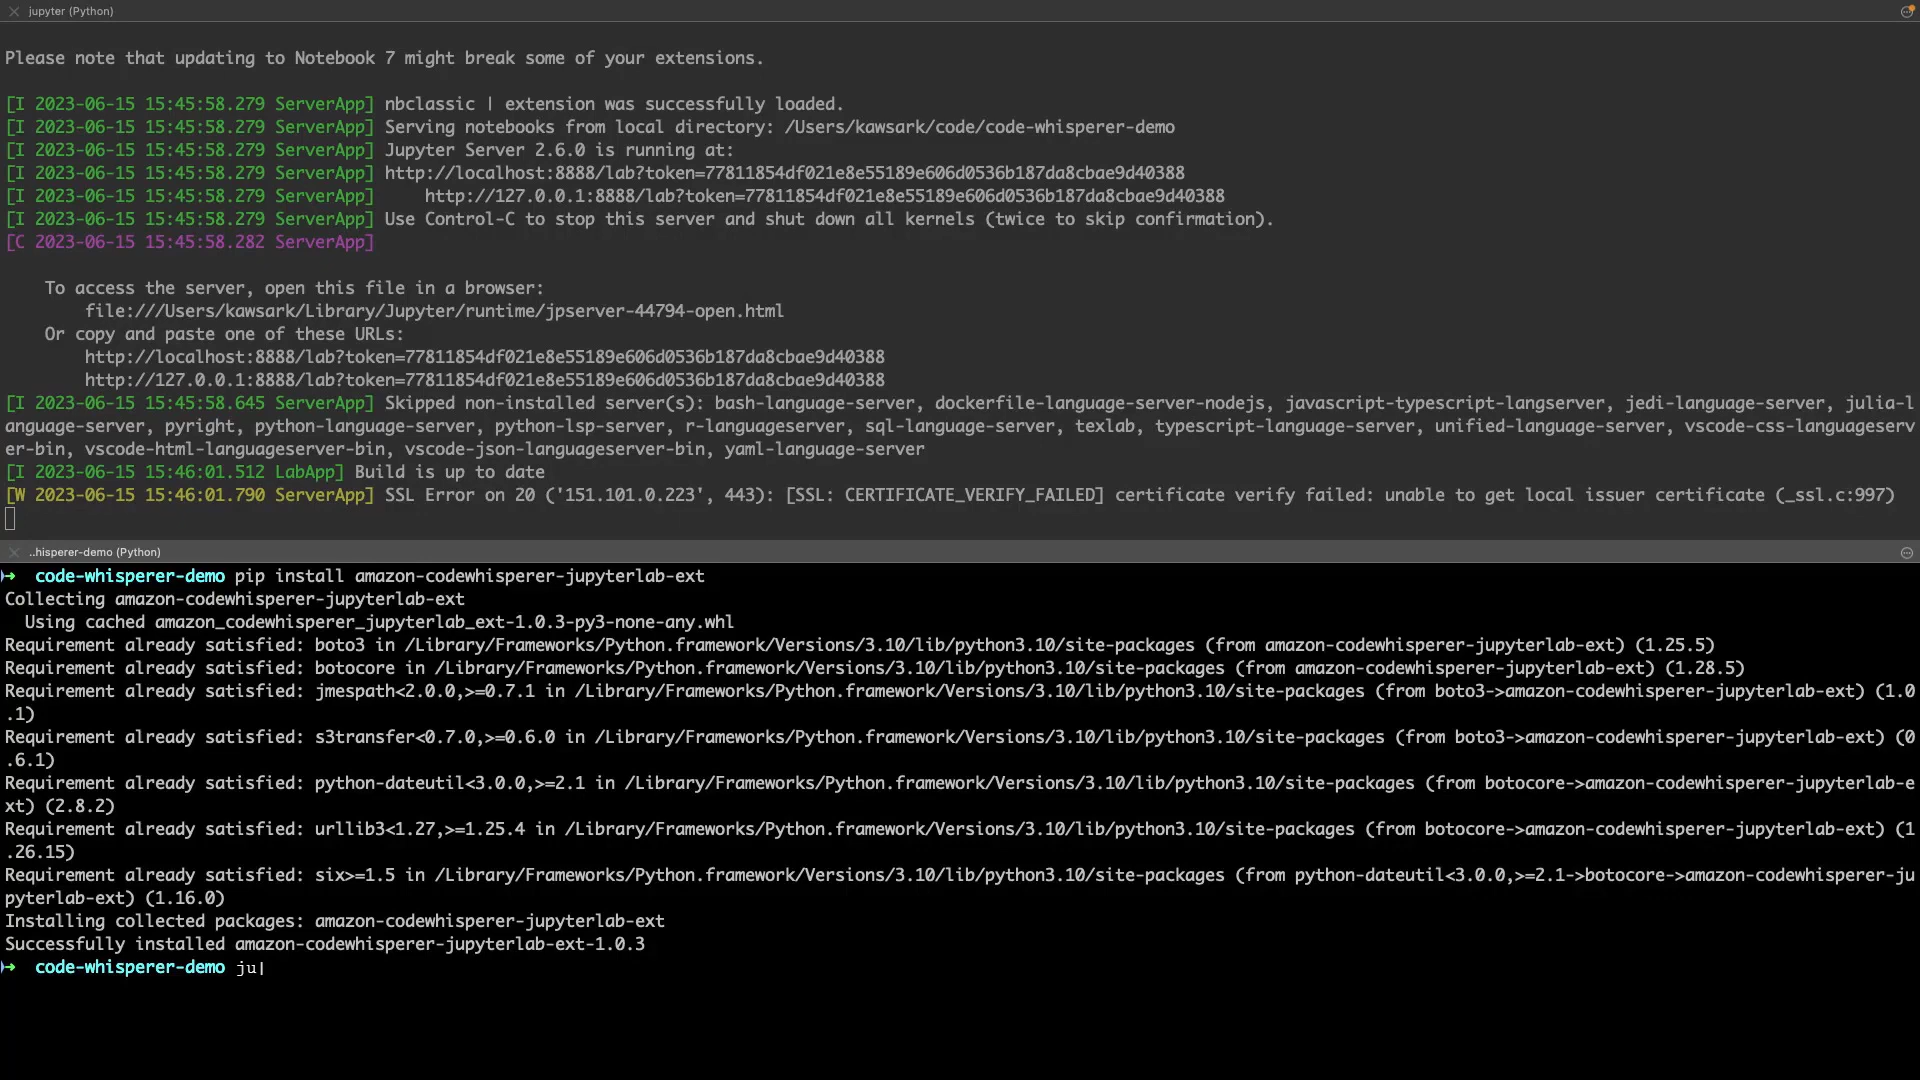 jupyter (Python)
Please note that updating to Notebook 7 might break some of your extensions.
[I 2023-06-15 15:45:58.279 ServerApp] nbclassic | extension was successfully loaded.
[I 2023-06-15 15:45:58.279 ServerApp] Serving notebooks from local directory: /Users/kawsark/code/code-whisperer-demo
[I 2023-06-15 15:45:58.279 ServerApp] Jupyter Server 2.6.0 is running at:
[I 2023-06-15 15:45:58.279 ServerApp] http://localhost:8888/lab?token=77811854df021e8e55189e606d0536b187da8cbae9d40388
[I 2023-06-15 15:45:58.279 ServerApp]     http://127.0.0.1:8888/lab?token=77811854df021e8e55189e606d0536b187da8cbae9d40388
[I 2023-06-15 15:45:58.279 ServerApp] Use Control-C to stop this server and shut down all kernels (twice to skip confirmation).
[C 2023-06-15 15:45:58.282 ServerApp]
    To access the server, open this file in a browser:
        file:///Users/kawsark/Library/Jupyter/runtime/jpserver-44794-open.html
    Or copy and paste one of these URLs:
        http://localhost:8888/lab?token=77811854df021e8e55189e606d0536b187da8cbae9d40388
        http://127.0.0.1:8888/lab?token=77811854df021e8e55189e606d0536b187da8cbae9d40388
[I 2023-06-15 15:45:58.645 ServerApp] Skipped non-installed server(s): bash-language-server, dockerfile-language-server-nodejs, javascript-typescript-langserver, jedi-language-server, julia-l
anguage-server, pyright, python-language-server, python-lsp-server, r-languageserver, sql-language-server, texlab, typescript-language-server, unified-language-server, vscode-css-languageserv
er-bin, vscode-html-languageserver-bin, vscode-json-languageserver-bin, yaml-language-server
[I 2023-06-15 15:46:01.512 LabApp] Build is up to date
[W 2023-06-15 15:46:01.790 ServerApp] SSL Error on 20 ('151.101.0.223', 443): [SSL: CERTIFICATE_VERIFY_FAILED] certificate verify failed: unable to get local issuer certificate (_ssl.c:997)
..hisperer-demo (Python)
➜  code-whisperer-demo pip install amazon-codewhisperer-jupyterlab-ext
Collecting amazon-codewhisperer-jupyterlab-ext
  Using cached amazon_codewhisperer_jupyterlab_ext-1.0.3-py3-none-any.whl
Requirement already satisfied: boto3 in /Library/Frameworks/Python.framework/Versions/3.10/lib/python3.10/site-packages (from amazon-codewhisperer-jupyterlab-ext) (1.25.5)
Requirement already satisfied: botocore in /Library/Frameworks/Python.framework/Versions/3.10/lib/python3.10/site-packages (from amazon-codewhisperer-jupyterlab-ext) (1.28.5)
Requirement already satisfied: jmespath<2.0.0,>=0.7.1 in /Library/Frameworks/Python.framework/Versions/3.10/lib/python3.10/site-packages (from boto3->amazon-codewhisperer-jupyterlab-ext) (1.0
.1)
Requirement already satisfied: s3transfer<0.7.0,>=0.6.0 in /Library/Frameworks/Python.framework/Versions/3.10/lib/python3.10/site-packages (from boto3->amazon-codewhisperer-jupyterlab-ext) (0
.6.1)
Requirement already satisfied: python-dateutil<3.0.0,>=2.1 in /Library/Frameworks/Python.framework/Versions/3.10/lib/python3.10/site-packages (from botocore->amazon-codewhisperer-jupyterlab-e
xt) (2.8.2)
Requirement already satisfied: urllib3<1.27,>=1.25.4 in /Library/Frameworks/Python.framework/Versions/3.10/lib/python3.10/site-packages (from botocore->amazon-codewhisperer-jupyterlab-ext) (1
.26.15)
Requirement already satisfied: six>=1.5 in /Library/Frameworks/Python.framework/Versions/3.10/lib/python3.10/site-packages (from python-dateutil<3.0.0,>=2.1->botocore->amazon-codewhisperer-ju
pyterlab-ext) (1.16.0)
Installing collected packages: amazon-codewhisperer-jupyterlab-ext
Successfully installed amazon-codewhisperer-jupyterlab-ext-1.0.3
➜  code-whisperer-demo ju